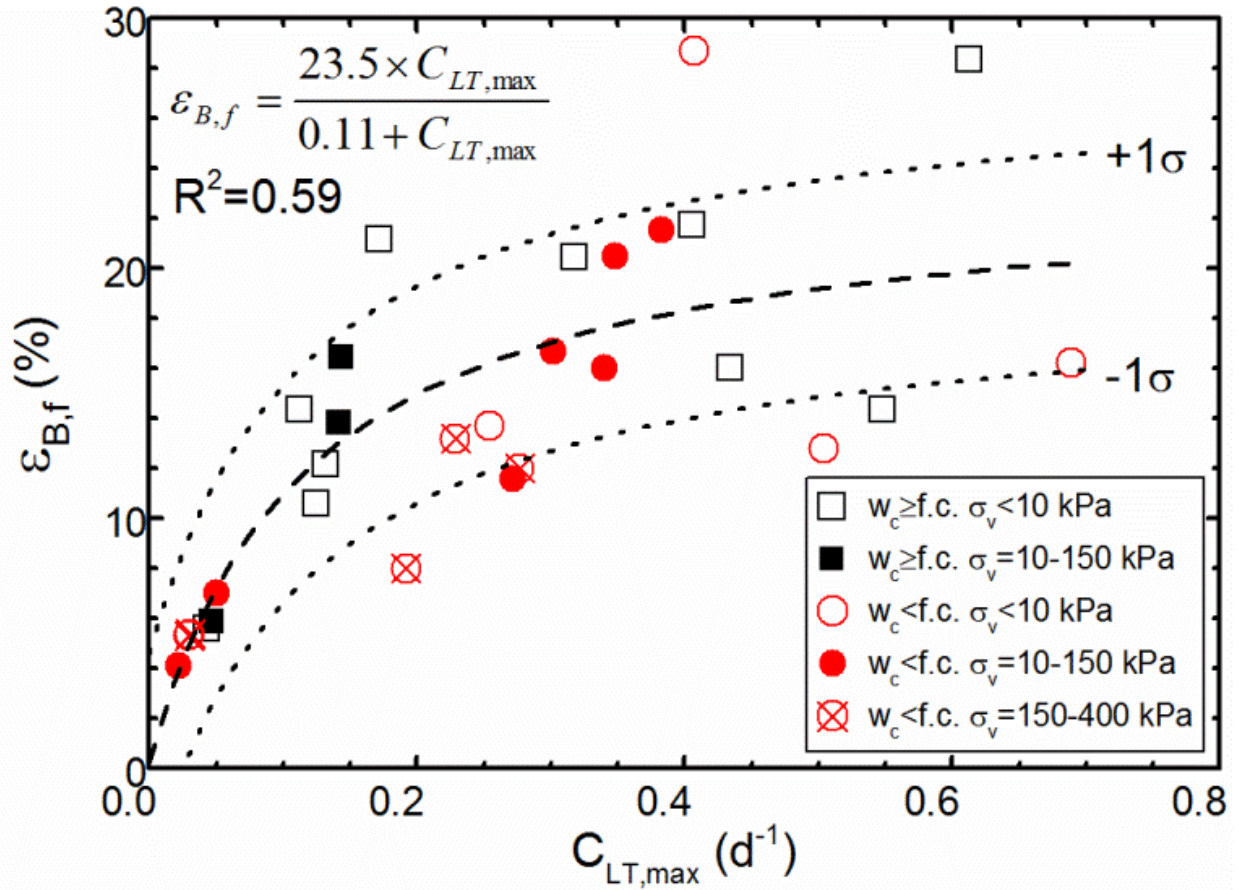 30
20
10
0
ε_B,f (%)
ε_B,f = (23.5 × C_LT,max) / (0.11 + C_LT,max)
R²=0.59
+1σ
-1σ
w_c≥f.c. σ_v<10 kPa
w_c≥f.c. σ_v=10-150 kPa
w_c<f.c. σ_v<10 kPa
w_c<f.c. σ_v=10-150 kPa
w_c<f.c. σ_v=150-400 kPa
0.0 0.2 0.4 0.6 0.8
C_LT,max (d⁻¹)